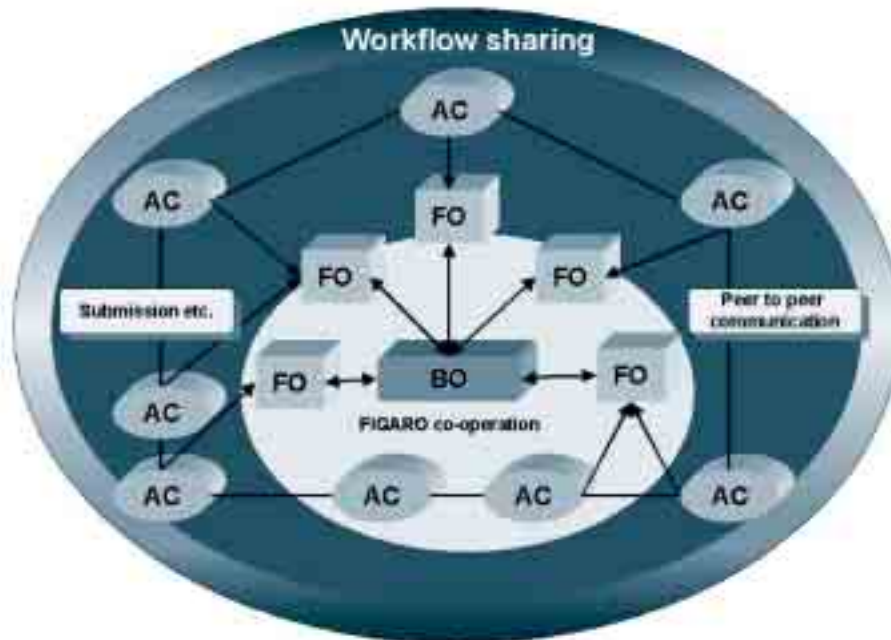 Workflow sharing
AC
AC
AC
FO
FO
FO
Submission etc.
Peer to peer
communication
FO
BO
FO
AC
FIGARO co-operation
AC
AC
AC
AC